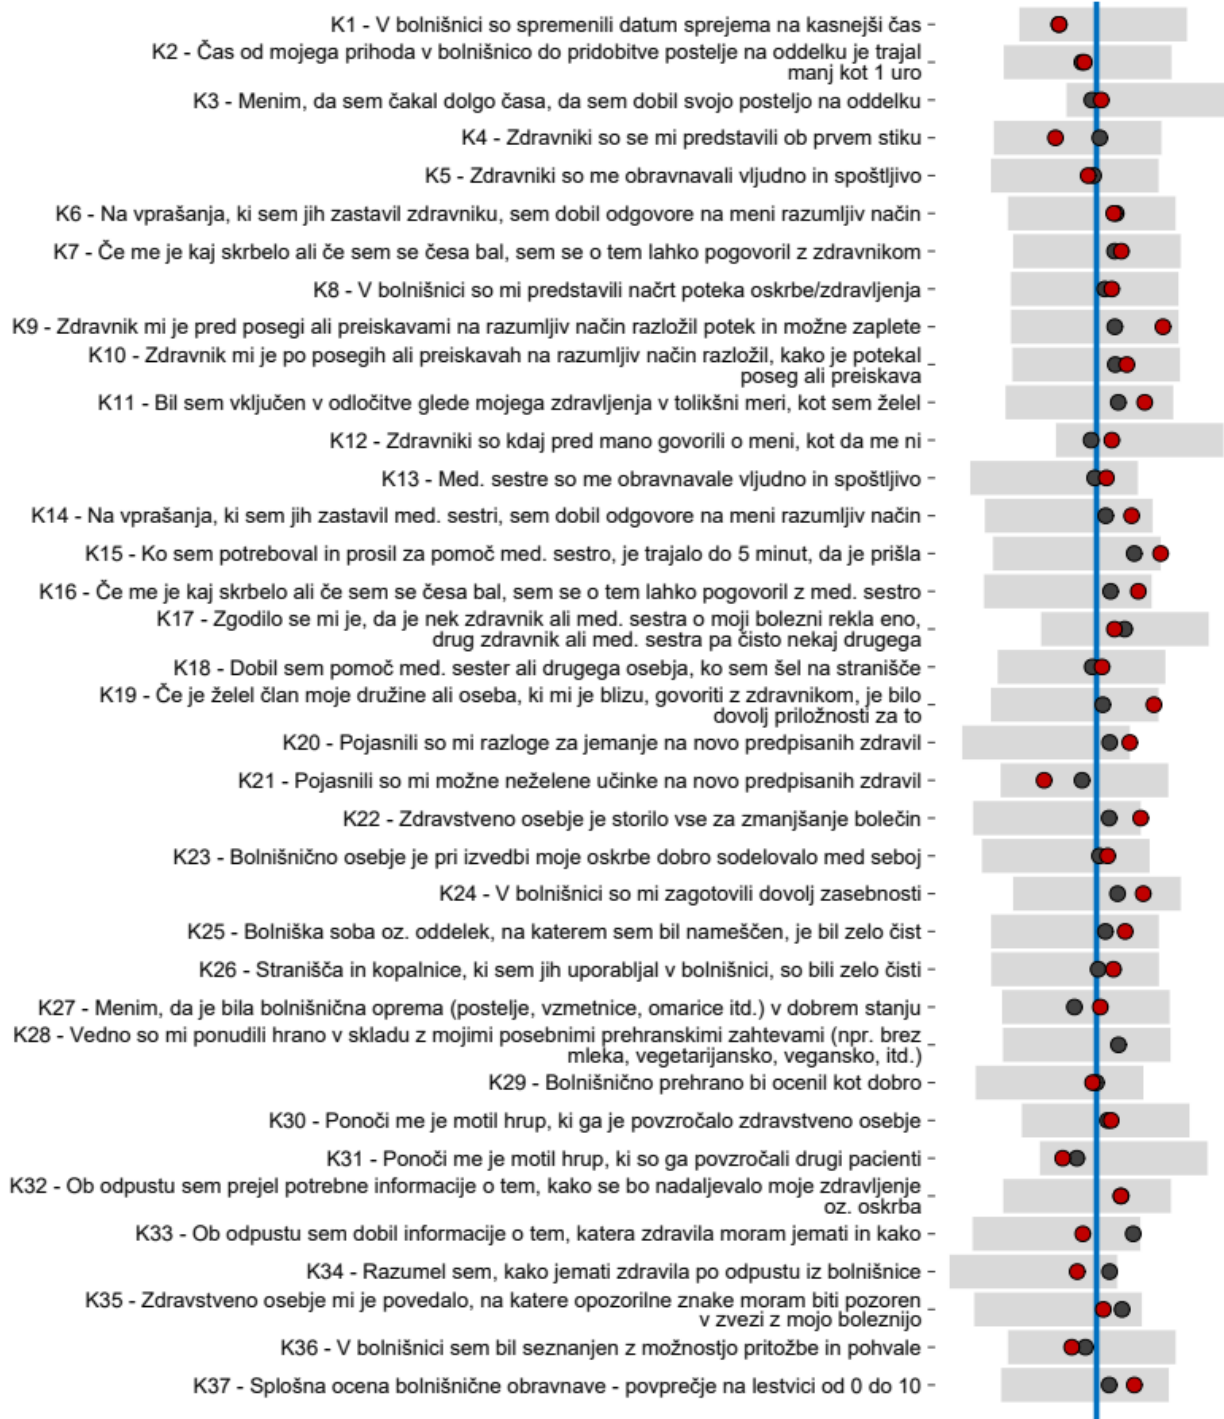 K1 - V bolnišnici so spremenili datum sprejema na kasnejši čas
K2 - Čas od mojega prihoda v bolnišnico do pridobitve postelje na oddelku je trajal
manj kot 1 uro
K3 - Menim, da sem čakal dolgo časa, da sem dobil svojo posteljo na oddelku
K4 - Zdravniki so se mi predstavili ob prvem stiku
K5 - Zdravniki so me obravnavali vljudno in spoštljivo
K6 - Na vprašanja, ki sem jih zastavil zdravniku, sem dobil odgovore na meni razumljiv način
K7 - Če me je kaj skrbelo ali če sem se česa bal, sem se o tem lahko pogovoril z zdravnikom
K8 - V bolnišnici so mi predstavili načrt poteka oskrbe/zdravljenja
K9 - Zdravnik mi je pred posegi ali preiskavami na razumljiv način razložil potek in možne zaplete
K10 - Zdravnik mi je po posegih ali preiskavah na razumljiv način razložil, kako je potekal
poseg ali preiskava
K11 - Bil sem vključen v odločitve glede mojega zdravljenja v tolikšni meri, kot sem želel
K12 - Zdravniki so kdaj pred mano govorili o meni, kot da me ni
K13 - Med. sestre so me obravnavale vljudno in spoštljivo
K14 - Na vprašanja, ki sem jih zastavil med. sestri, sem dobil odgovore na meni razumljiv način
K15 - Ko sem potreboval in prosil za pomoč med. sestro, je trajalo do 5 minut, da je prišla
K16 - Če me je kaj skrbelo ali če sem se česa bal, sem se o tem lahko pogovoril z med. sestro
K17 - Zgodilo se mi je, da je nek zdravnik ali med. sestra o moji bolezni rekla eno,
drug zdravnik ali med. sestra pa čisto nekaj drugega
K18 - Dobil sem pomoč med. sester ali drugega osebja, ko sem šel na stranišče
K19 - Če je želel član moje družine ali oseba, ki mi je blizu, govoriti z zdravnikom, je bilo
dovolj priložnosti za to
K20 - Pojasnili so mi razloge za jemanje na novo predpisanih zdravil
K21 - Pojasnili so mi možne neželene učinke na novo predpisanih zdravil
K22 - Zdravstveno osebje je storilo vse za zmanjšanje bolečin
K23 - Bolnišnično osebje je pri izvedbi moje oskrbe dobro sodelovalo med seboj
K24 - V bolnišnici so mi zagotovili dovolj zasebnosti
K25 - Bolniška soba oz. oddelek, na katerem sem bil nameščen, je bil zelo čist
K26 - Stranišča in kopalnice, ki sem jih uporabljal v bolnišnici, so bili zelo čisti
K27 - Menim, da je bila bolnišnična oprema (postelje, vzmetnice, omarice itd.) v dobrem stanju
K28 - Vedno so mi ponudili hrano v skladu z mojimi posebnimi prehranskimi zahtevami (npr. brez
mleka, vegetarijansko, vegansko, itd.)
K29 - Bolnišnično prehrano bi ocenil kot dobro
K30 - Ponoči me je motil hrup, ki ga je povzročalo zdravstveno osebje
K31 - Ponoči me je motil hrup, ki so ga povzročali drugi pacienti
K32 - Ob odpustu sem prejel potrebne informacije o tem, kako se bo nadaljevalo moje zdravljenje
oz. oskrba
K33 - Ob odpustu sem dobil informacije o tem, katera zdravila moram jemati in kako
K34 - Razumel sem, kako jemati zdravila po odpustu iz bolnišnice
K35 - Zdravstveno osebje mi je povedalo, na katere opozorilne znake moram biti pozoren
v zvezi z mojo boleznijo
K36 - V bolnišnici sem bil seznanjen z možnostjo pritožbe in pohvale
K37 - Splošna ocena bolnišnične obravnave - povprečje na lestvici od 0 do 10